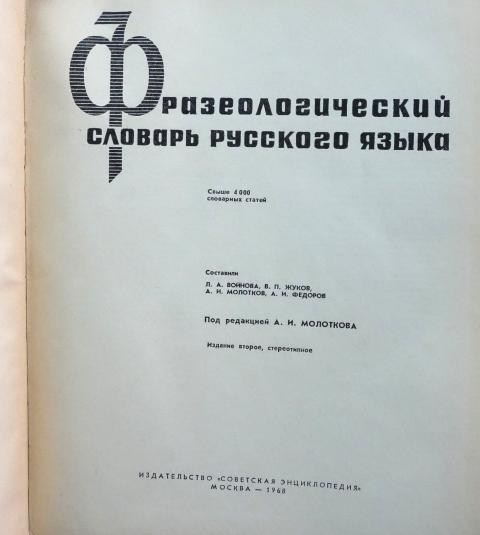 Фразеологический
словарь русского языка
Свыше 4 000
словарных статей
Составили
Л. А. ВОЙНОВА, В. П. ЖУКОВ,
А. И. МОЛОТКОВ, А. И. ФЕДОРОВ
Под редакцией А. И. МОЛОТКОВА
Издание второе, стереотипное
ИЗДАТЕЛЬСТВО «СОВЕТСКАЯ ЭНЦИКЛОПЕДИЯ»
МОСКВА — 1968